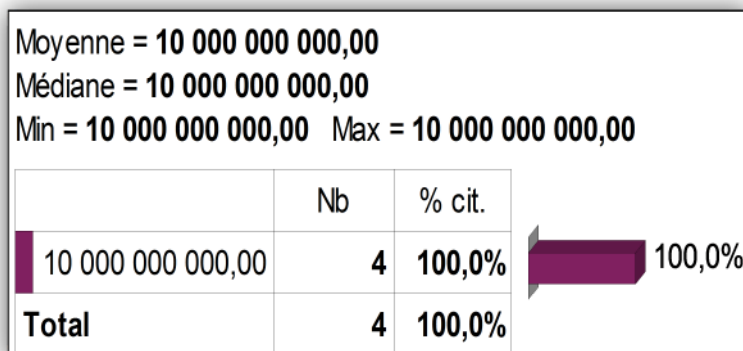 Moyenne = 10 000 000 000,00
Médiane = 10 000 000 000,00
Min = 10 000 000 000,00 Max = 10 000 000 000,00
Nb % cit.
10 000 000 000,00 4 100,0% 100,0%
Total 4 100,0%